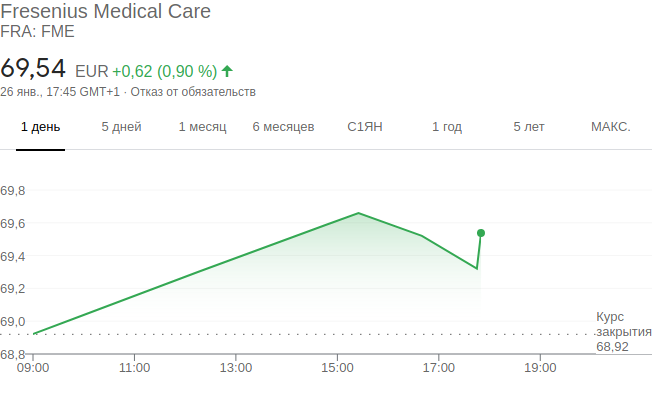 Fresenius Medical Care
FRA: FME
69,54 EUR +0,62 (0,90 %)
26 янв., 17:45 GMT+1 · Отказ от обязательств
1 день 5 дней 1 месяц 6 месяцев С1ЯН 1 год 5 лет МАКС.
69,8
69,6
69,4
69,2
69,0
68,8
Курс
закрытия
68,92
09:00 11:00 13:00 15:00 17:00 19:00